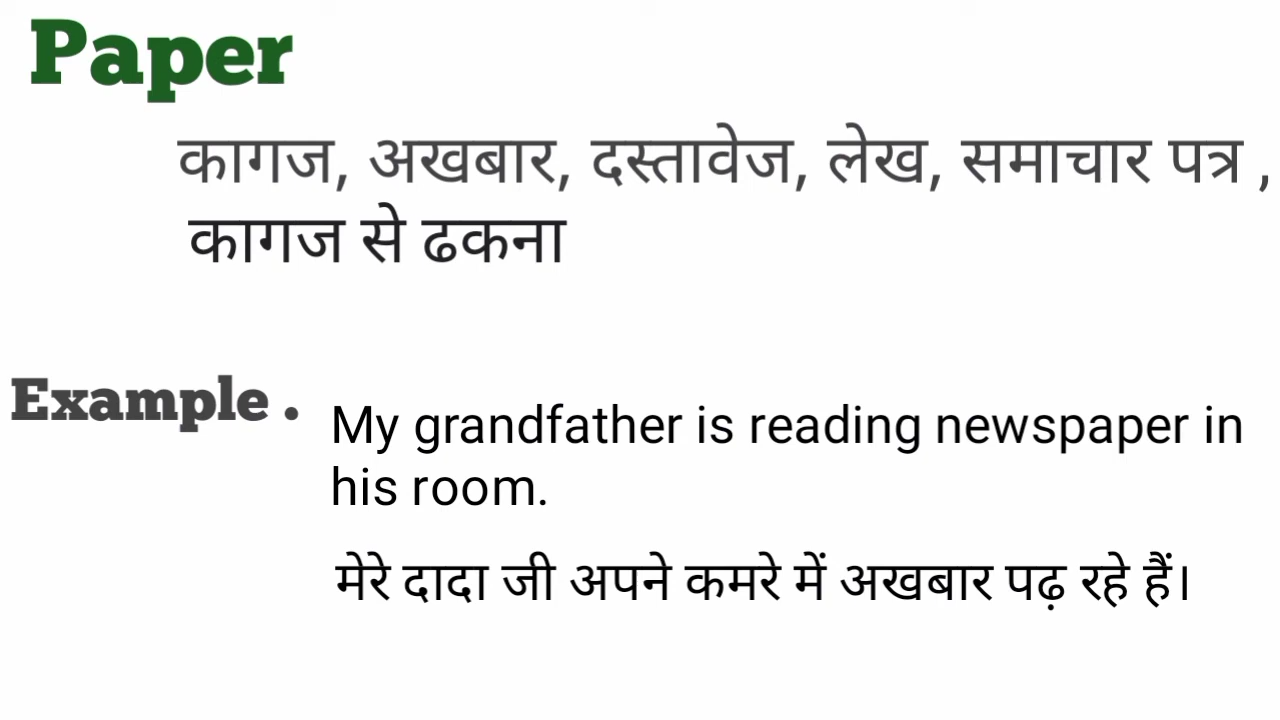 Paper
कागज, अखबार, दस्तावेज, लेख, समाचार पत्र ,
कागज से ढकना
Example .
My grandfather is reading newspaper in
his room.
मेरे दादा जी अपने कमरे में अखबार पढ़ रहे हैं।